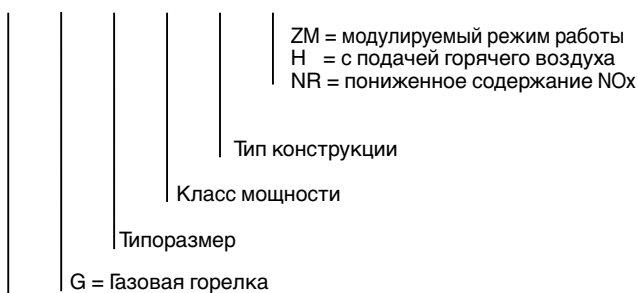 ZM = модулируемый режим работы
H = с подачей горячего воздуха
NR = пониженное содержание NOx
Тип конструкции
Класс мощности
Типоразмер
G = Газовая горелка